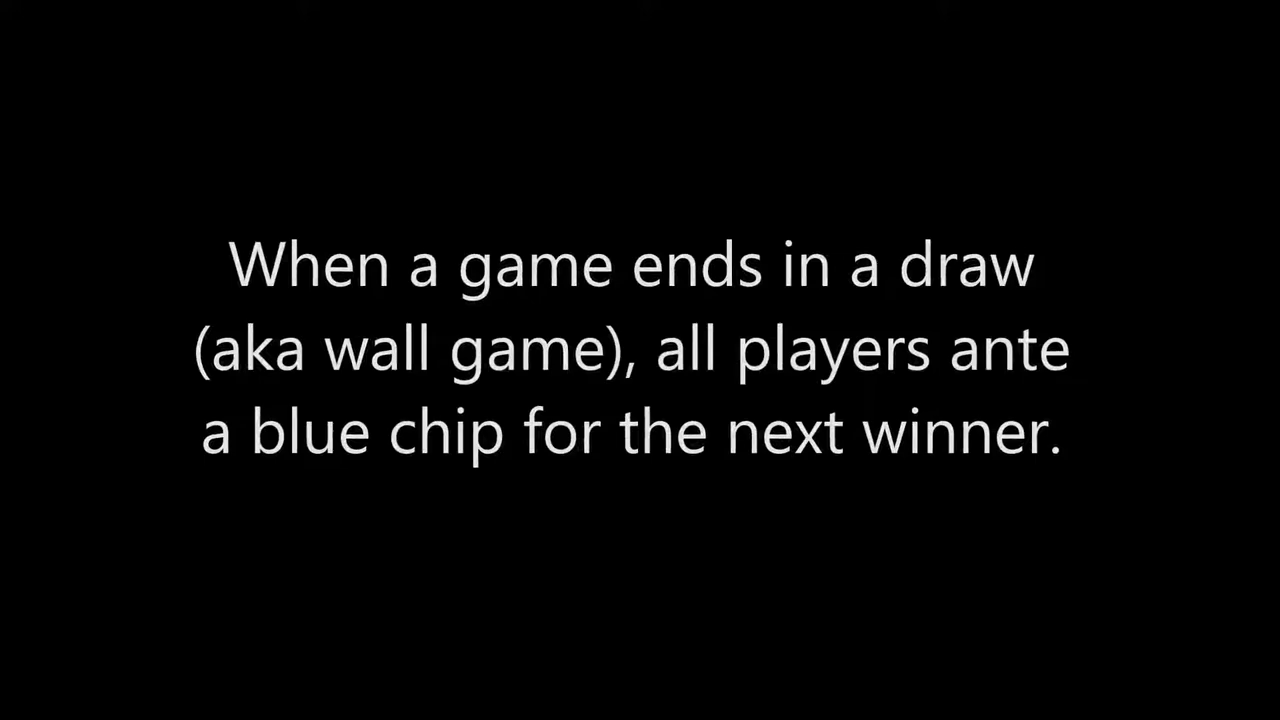 When a game ends in a draw
(aka wall game), all players ante
a blue chip for the next winner.